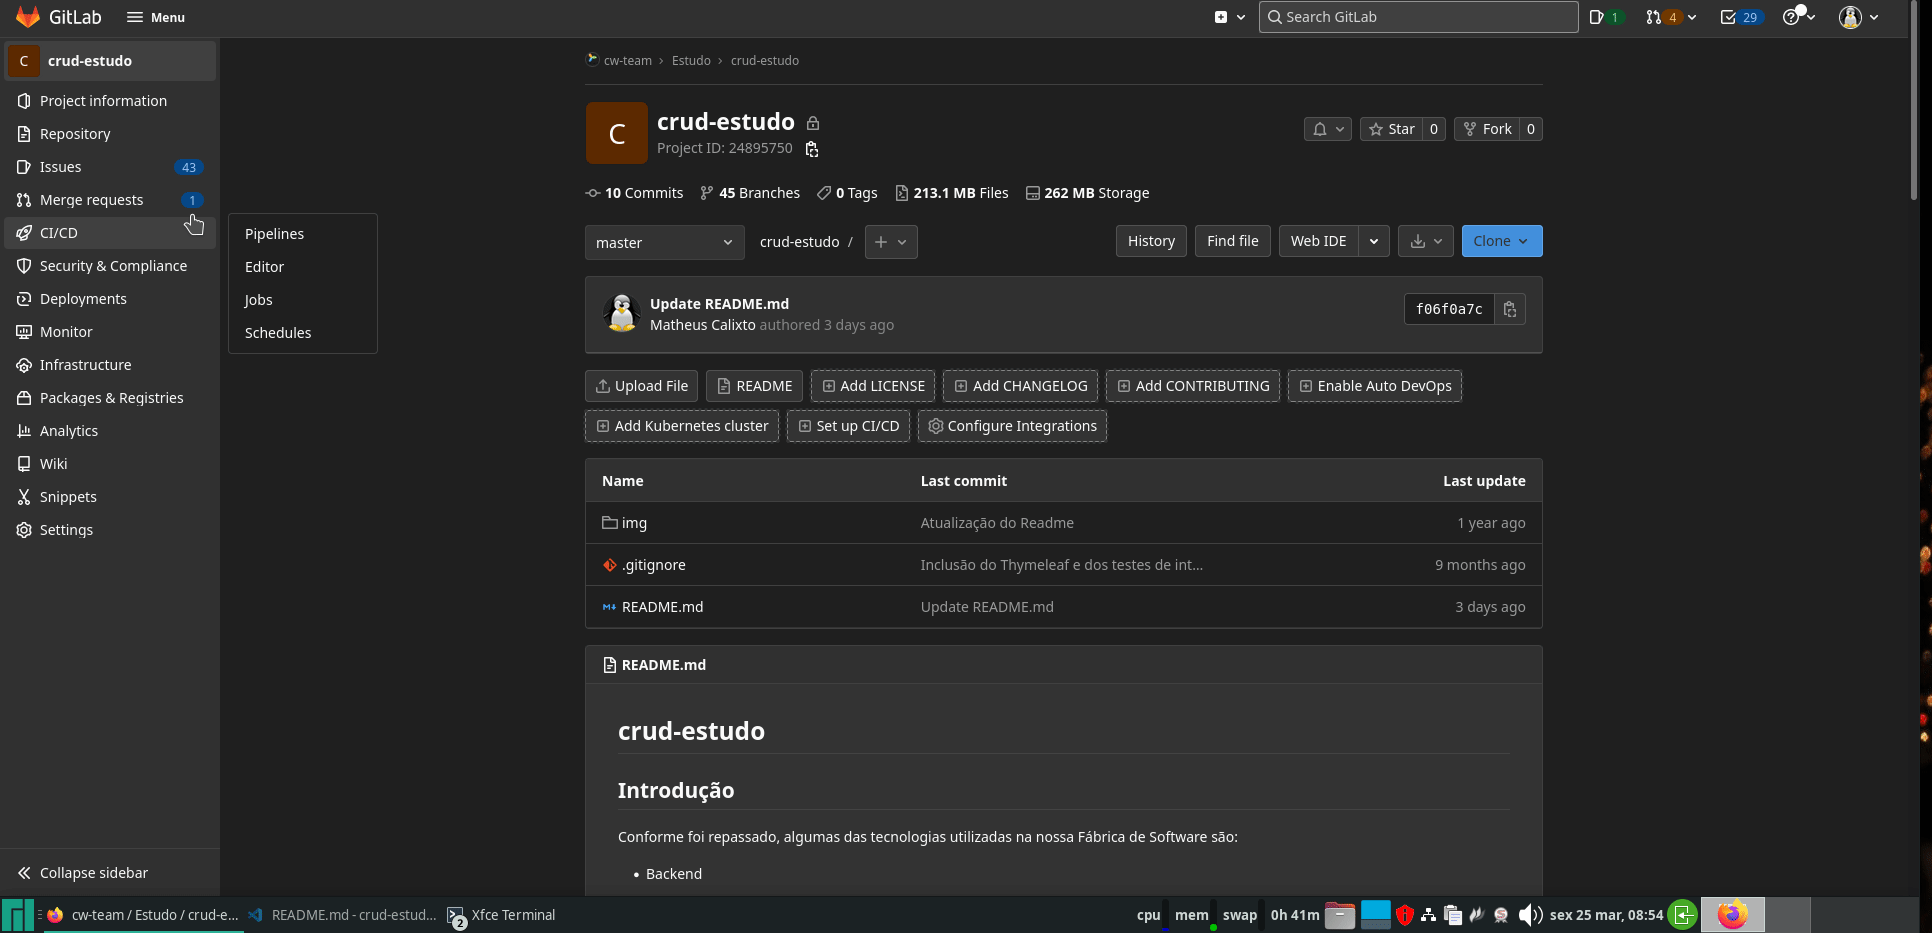 GitLab Menu Search GitLab 1 4 29
C crud-estudo
Project information
Repository
Issues 43
Merge requests 1
CI/CD
Security & Compliance
Deployments
Monitor
Infrastructure
Packages & Registries
Analytics
Wiki
Snippets
Settings
Collapse sidebar
Pipelines
Editor
Jobs
Schedules
cw-team › Estudo › crud-estudo
C
crud-estudo
Project ID: 24895750
Star 0 Fork 0
10 Commits 45 Branches 0 Tags 213.1 MB Files 262 MB Storage
master crud-estudo / + History Find file Web IDE Clone
Update README.md
Matheus Calixto authored 3 days ago
f06f0a7c
Upload File README Add LICENSE Add CHANGELOG Add CONTRIBUTING Enable Auto DevOps
Add Kubernetes cluster Set up CI/CD Configure Integrations
Name Last commit Last update
img Atualização do Readme 1 year ago
.gitignore Inclusão do Thymeleaf e dos testes de int... 9 months ago
README.md Update README.md 3 days ago
README.md
crud-estudo
Introdução
Conforme foi repassado, algumas das tecnologias utilizadas na nossa Fábrica de Software são:
• Backend
cw-team / Estudo / crud-e... README.md - crud-estud... 2 Xfce Terminal cpu mem swap 0h 41m sex 25 mar, 08:54